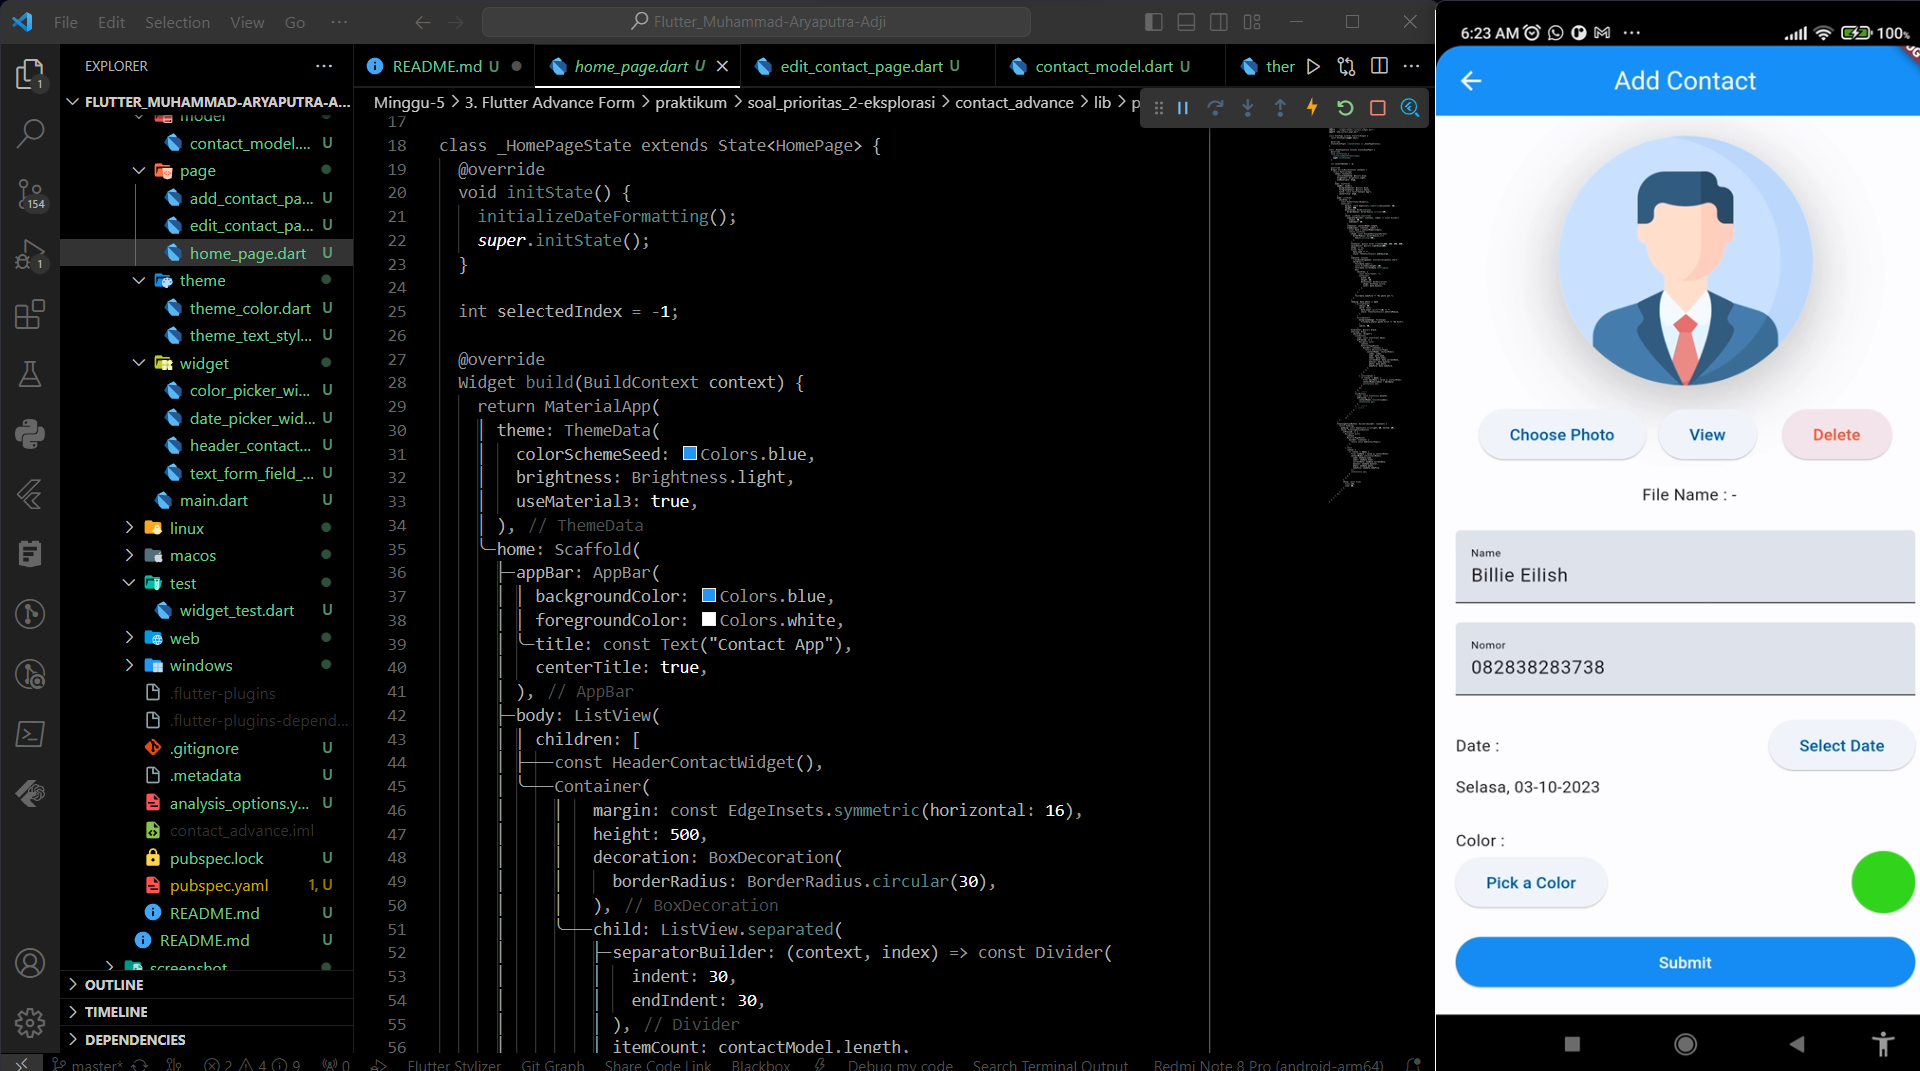 File Edit Selection View Go ···
Flutter_Muhammad-Aryaputra-Adji
EXPLORER ···
FLUTTER_MUHAMMAD-ARYAPUTRA-A...
model
contact_model.... U
page
add_contact_pa... U
edit_contact_pa... U
home_page.dart U
theme
theme_color.dart U
theme_text_styl... U
widget
color_picker_wi... U
date_picker_wid... U
header_contact... U
text_form_field_... U
main.dart U
linux
macos
test
widget_test.dart U
web
windows
.flutter-plugins
.flutter-plugins-depend...
.gitignore U
.metadata U
analysis_options.y... U
contact_advance.iml
pubspec.lock U
pubspec.yaml 1, U
README.md U
README.md U
screenshot
OUTLINE
TIMELINE
DEPENDENCIES
1
154
1
README.md U
home_page.dart U
edit_contact_page.dart U
contact_model.dart U
ther
Minggu-5 > 3. Flutter Advance Form > praktikum > soal_prioritas_2-eksplorasi > contact_advance > lib > p
17
18 class _HomePageState extends State<HomePage> {
19 @override
20 void initState() {
21 initializeDateFormatting();
22 super.initState();
23 }
24
25 int selectedIndex = -1;
26
27 @override
28 Widget build(BuildContext context) {
29 return MaterialApp(
30 theme: ThemeData(
31 colorSchemeSeed: Colors.blue,
32 brightness: Brightness.light,
33 useMaterial3: true,
34 ), // ThemeData
35 home: Scaffold(
36 appBar: AppBar(
37 backgroundColor: Colors.blue,
38 foregroundColor: Colors.white,
39 title: const Text("Contact App"),
40 centerTitle: true,
41 ), // AppBar
42 body: ListView(
43 children: [
44 const HeaderContactWidget(),
45 Container(
46 margin: const EdgeInsets.symmetric(horizontal: 16),
47 height: 500,
48 decoration: BoxDecoration(
49 borderRadius: BorderRadius.circular(30),
50 ), // BoxDecoration
51 child: ListView.separated(
52 separatorBuilder: (context, index) => const Divider(
53 indent: 30,
54 endIndent: 30,
55 ), // Divider
56 itemCount: contactModel.length,
master* 2 4 9 0 Flutter Stylizer Git Graph Share Code Link Blackbox Debug my code Search Terminal Output Redmi Note 8 Pro (android-arm64)
6:23 AM ··· 100%
Add Contact
Choose Photo View Delete
File Name : -
Name
Billie Eilish
Nomor
082838283738
Date : Select Date
Selasa, 03-10-2023
Color :
Pick a Color
Submit